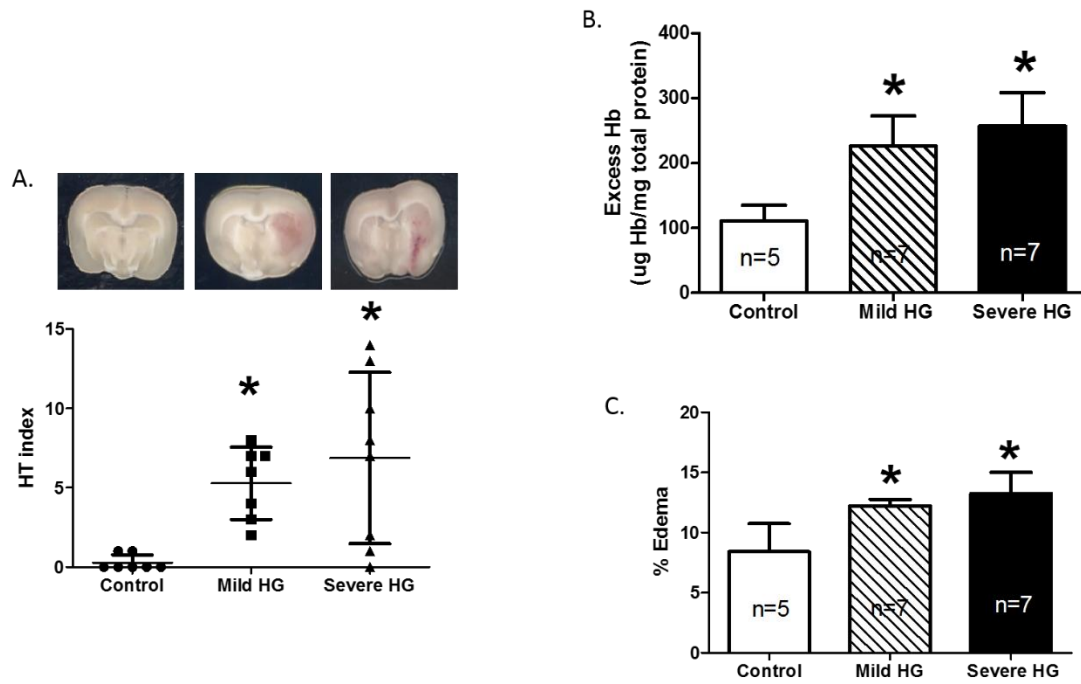 A.
*
*
15
10
5
0
HT index
Control Mild HG Severe HG
B.
400
300
200
100
0
Excess Hb
(ug Hb/mg total protein)
*
*
n=5 n=7 n=7
Control Mild HG Severe HG
C.
20
15
10
5
0
% Edema
*
*
n=5 n=7 n=7
Control Mild HG Severe HG